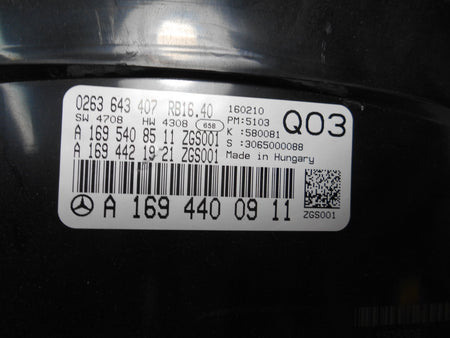 0263 643 407 RB16.40 160210 Q03
SW 4708 HW 4308 658 PM:5103
A 169 540 85 11 ZGS001 K :580081
A 169 442 19 21 ZGS001 S :3065000088
Made in Hungary
A 169 440 09 11
ZGS001